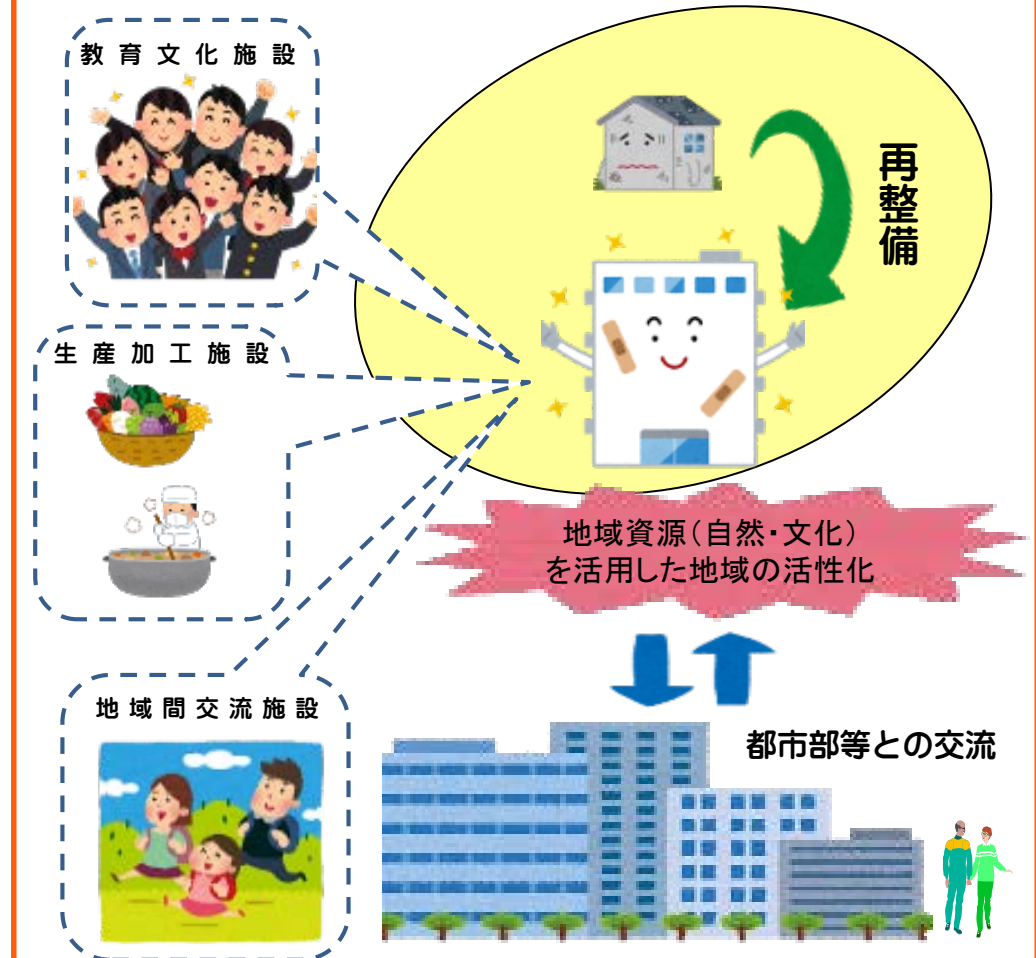 教育文化施設
再整備
生産加工施設
地域資源（自然・文化）
を活用した地域の活性化
地域間交流施設
都市部等との交流